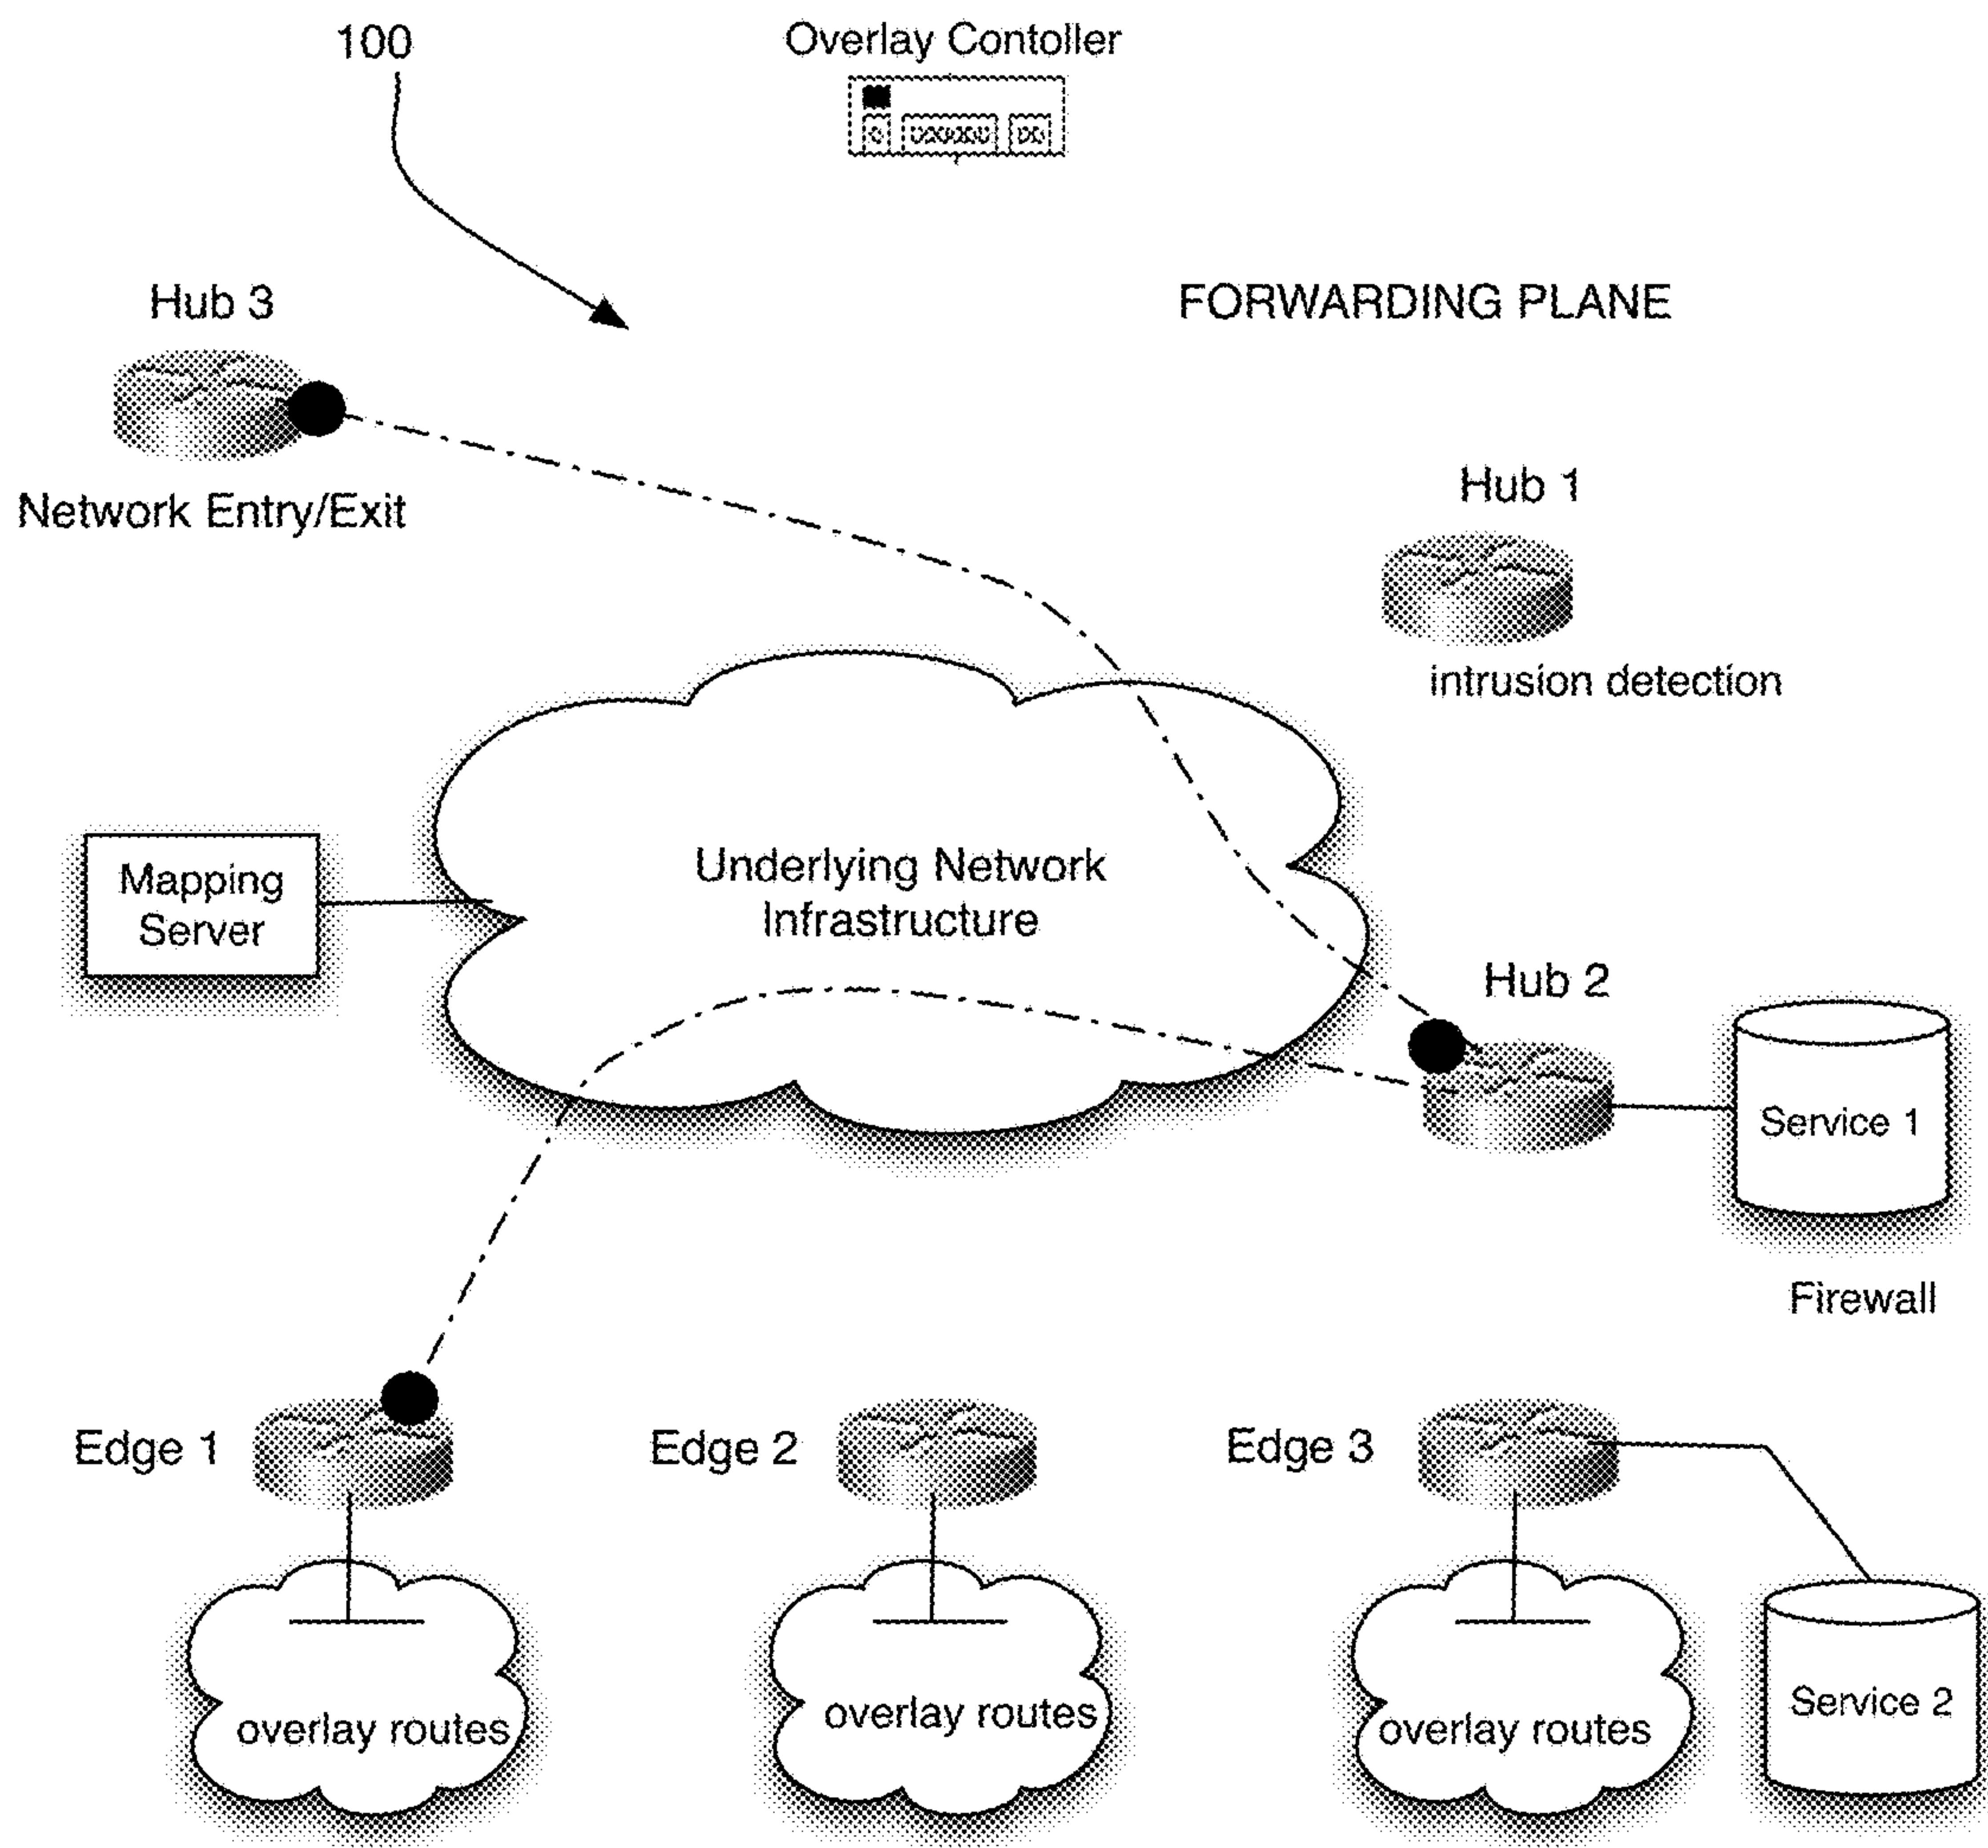 100
Overlay Contoller
Hub 3
FORWARDING PLANE
Network Entry/Exit
Hub 1
intrusion detection
Mapping
Server
Underlying Network
Infrastructure
Hub 2
Service 1
Firewall
Edge 1
Edge 2
Edge 3
overlay routes
overlay routes
overlay routes
Service 2